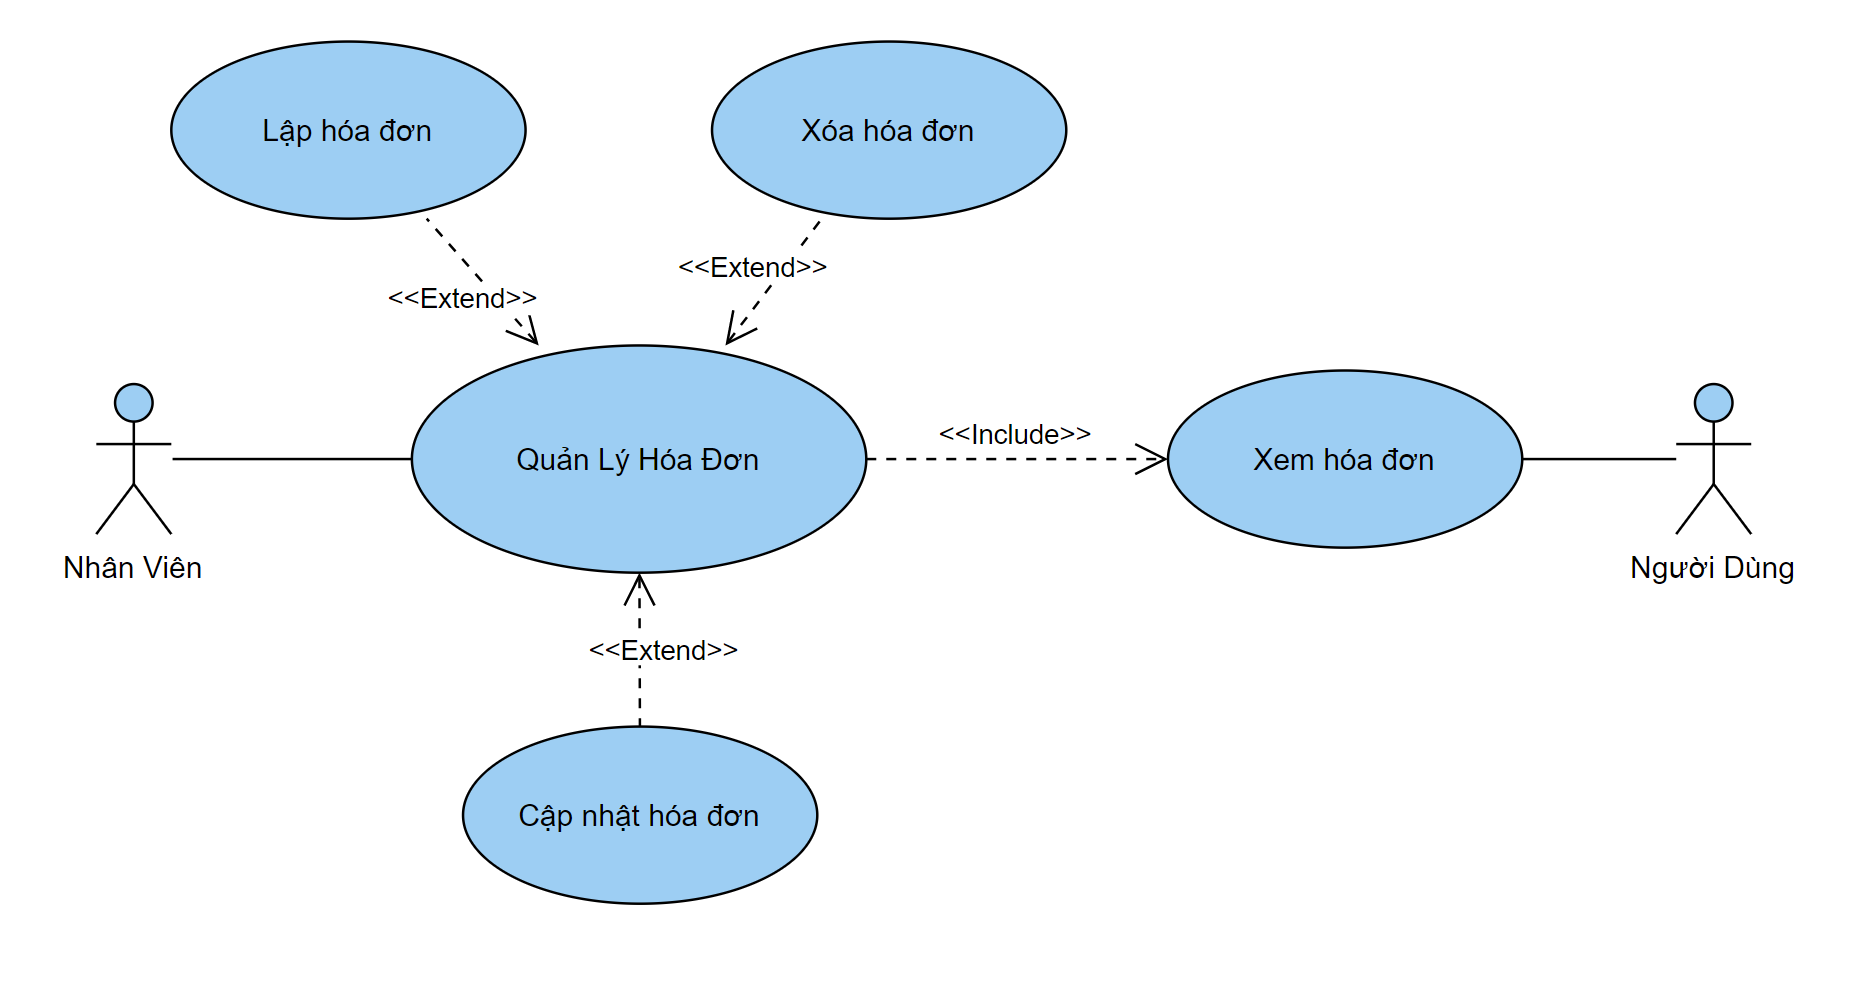 Lập hóa đơn
Xóa hóa đơn
<<Extend>>
<<Extend>>
<<Include>>
Quản Lý Hóa Đơn
Xem hóa đơn
Nhân Viên
Người Dùng
<<Extend>>
Cập nhật hóa đơn